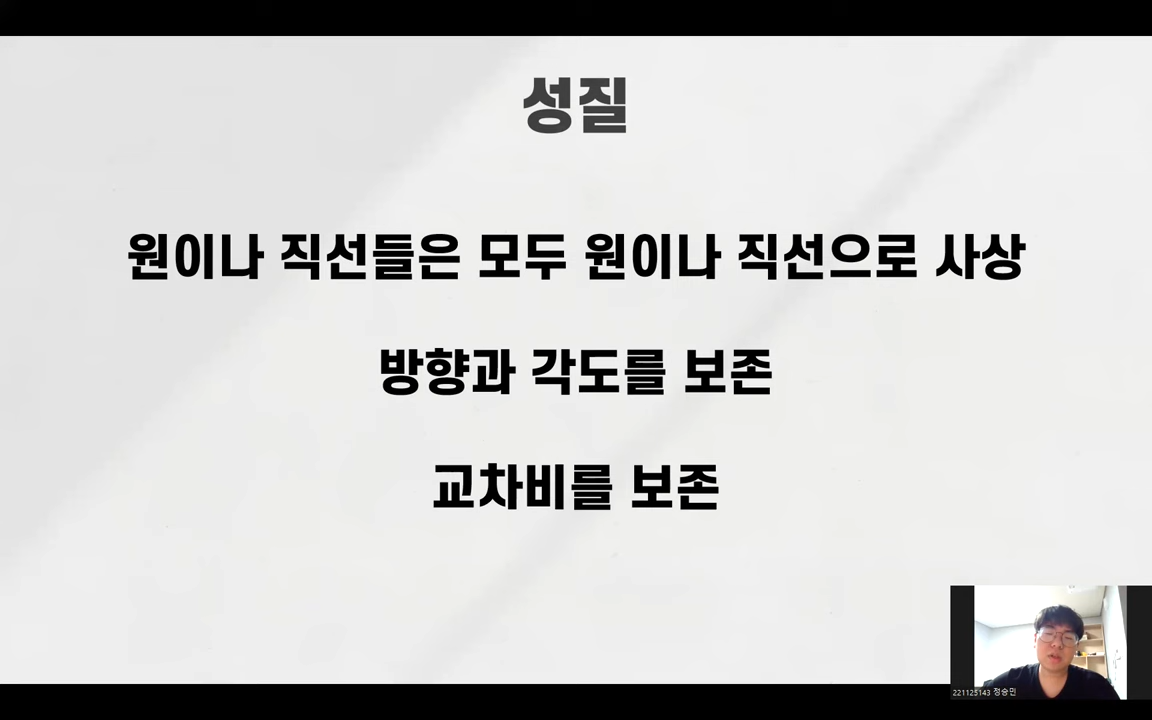 성질
원이나 직선들은 모두 원이나 직선으로 사상
방향과 각도를 보존
교차비를 보존
221125143 정승민